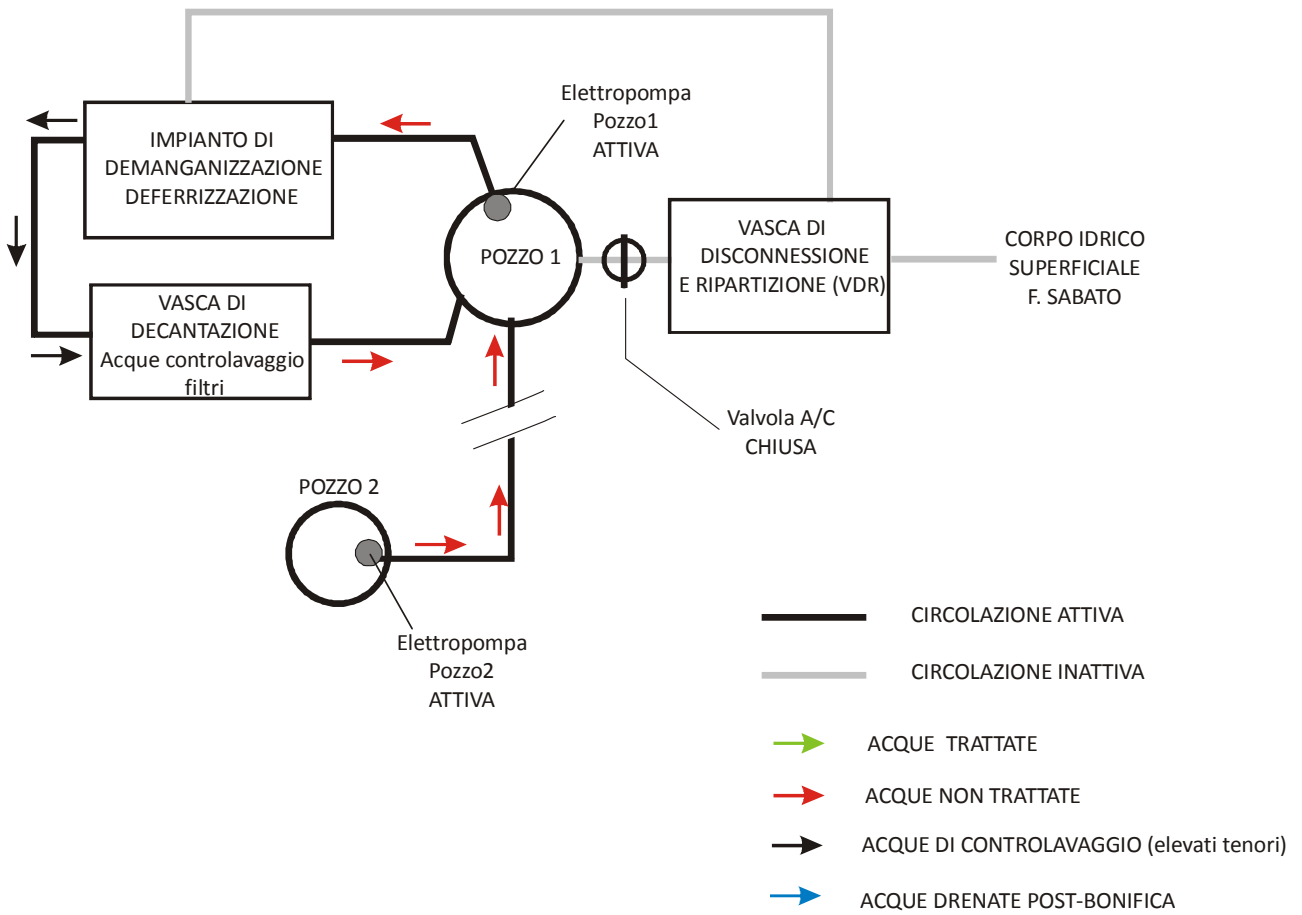 Elettropompa
Pozzo1
ATTIVA
IMPIANTO DI
DEMANGANIZZAZIONE
DEFERRIZZAZIONE
POZZO 1
VASCA DI
DISCONNESSIONE
E RIPARTIZIONE (VDR)
CORPO IDRICO
SUPERFICIALE
F. SABATO
VASCA DI
DECANTAZIONE
Acque controlavaggio
filtri
Valvola A/C
CHIUSA
POZZO 2
Elettropompa
Pozzo2
ATTIVA
CIRCOLAZIONE ATTIVA
CIRCOLAZIONE INATTIVA
ACQUE TRATTATE
ACQUE NON TRATTATE
ACQUE DI CONTROLAVAGGIO (elevati tenori)
ACQUE DRENATE POST-BONIFICA